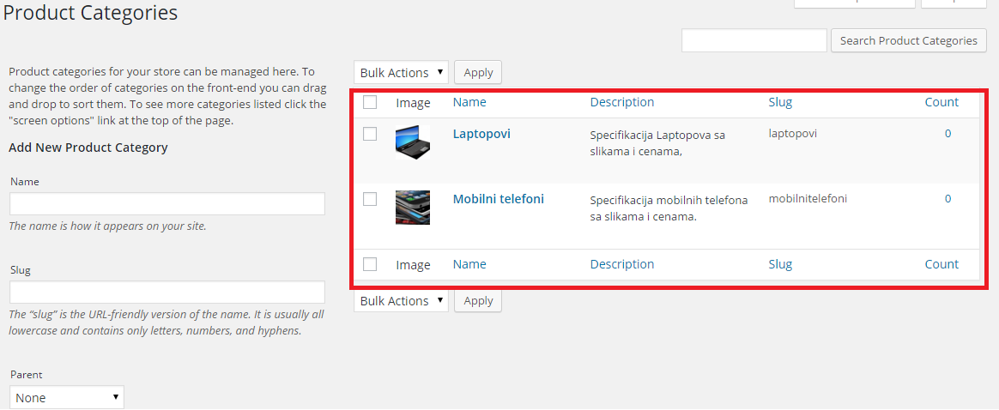 Product Categories
Search Product Categories
Product categories for your store can be managed here. To
change the order of categories on the front-end you can drag
and drop to sort them. To see more categories listed click the
"screen options" link at the top of the page.
Add New Product Category
Name
The name is how it appears on your site.
Slug
The “slug” is the URL-friendly version of the name. It is usually all
lowercase and contains only letters, numbers, and hyphens.
Parent
None
Bulk Actions Apply
Image Name Description Slug Count
Laptopovi Specifikacija Laptopova sa laptopovi 0
slikama i cenama,
Mobilni telefoni Specifikacija mobilnih telefona mobilnitelefoni 0
sa slikama i cenama.
Image Name Description Slug Count
Bulk Actions Apply